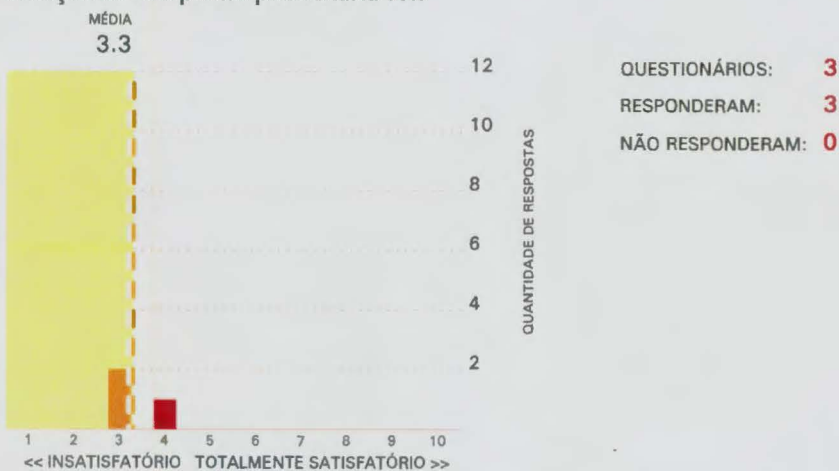 MÉDIA
3.3
12
10
8
6
4
2
QUANTIDADE DE RESPOSTAS
1 2 3 4 5 6 7 8 9 10
<< INSATISFATÓRIO TOTALMENTE SATISFATÓRIO >>
QUESTIONÁRIOS: 3
RESPONDERAM: 3
NÃO RESPONDERAM: 0